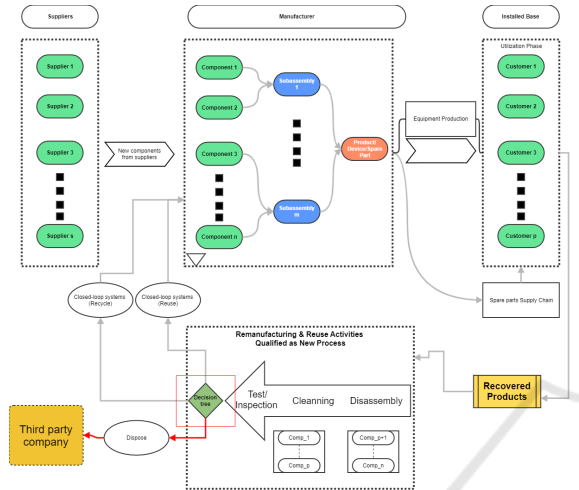 Suppliers
Manufacturer
Installed Base
Utilization Phase
Supplier 1
Supplier 2
Supplier 3
Supplier s
New components
from suppliers
Component 1
Component 2
Component 3
Component n
Subassembly
1
Subassembly
m
Product/
Device/Spare
Part
Equipment Production
Customer 1
Customer 2
Customer 3
Customer p
Spare parts Supply Chain
Closed-loop systems
(Recycle)
Closed-loop systems
(Reuse)
Remanufacturing & Reuse Activities
Qualified as New Process
Decision
tree
Test/
Inspection
Cleanning
Disassembly
Comp_1
Comp_p
Comp_p+1
Comp_n
Recovered
Products
Dispose
Third party
company